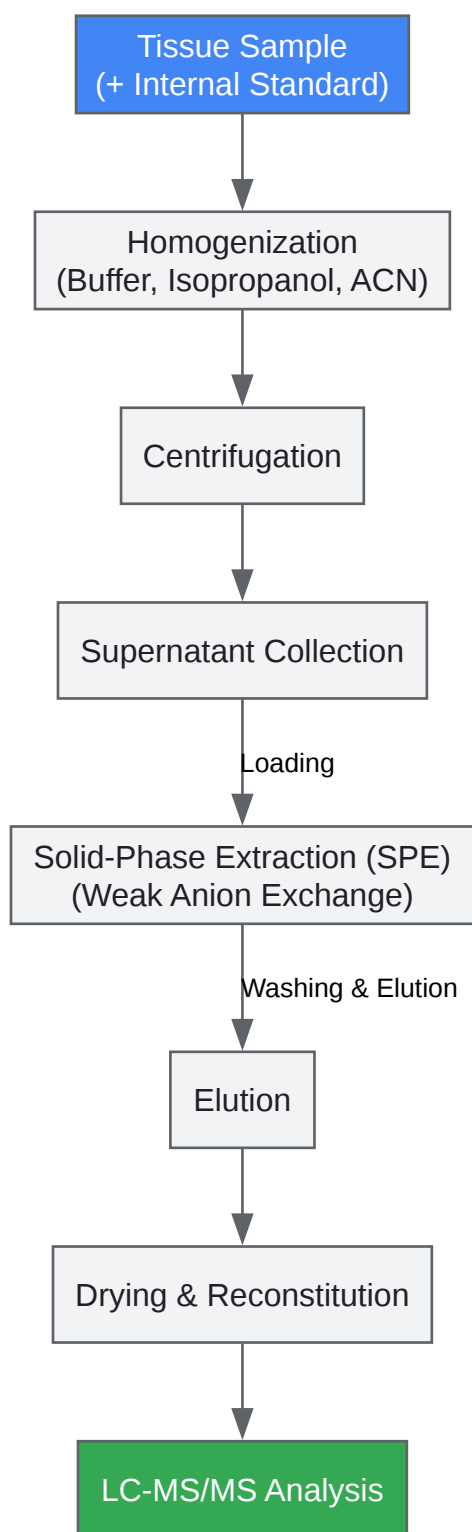 Tissue Sample
(+ Internal Standard)
Homogenization
(Buffer, Isopropanol, ACN)
Centrifugation
Supernatant Collection
Loading
Solid-Phase Extraction (SPE)
(Weak Anion Exchange)
Washing & Elution
Elution
Drying & Reconstitution
LC-MS/MS Analysis